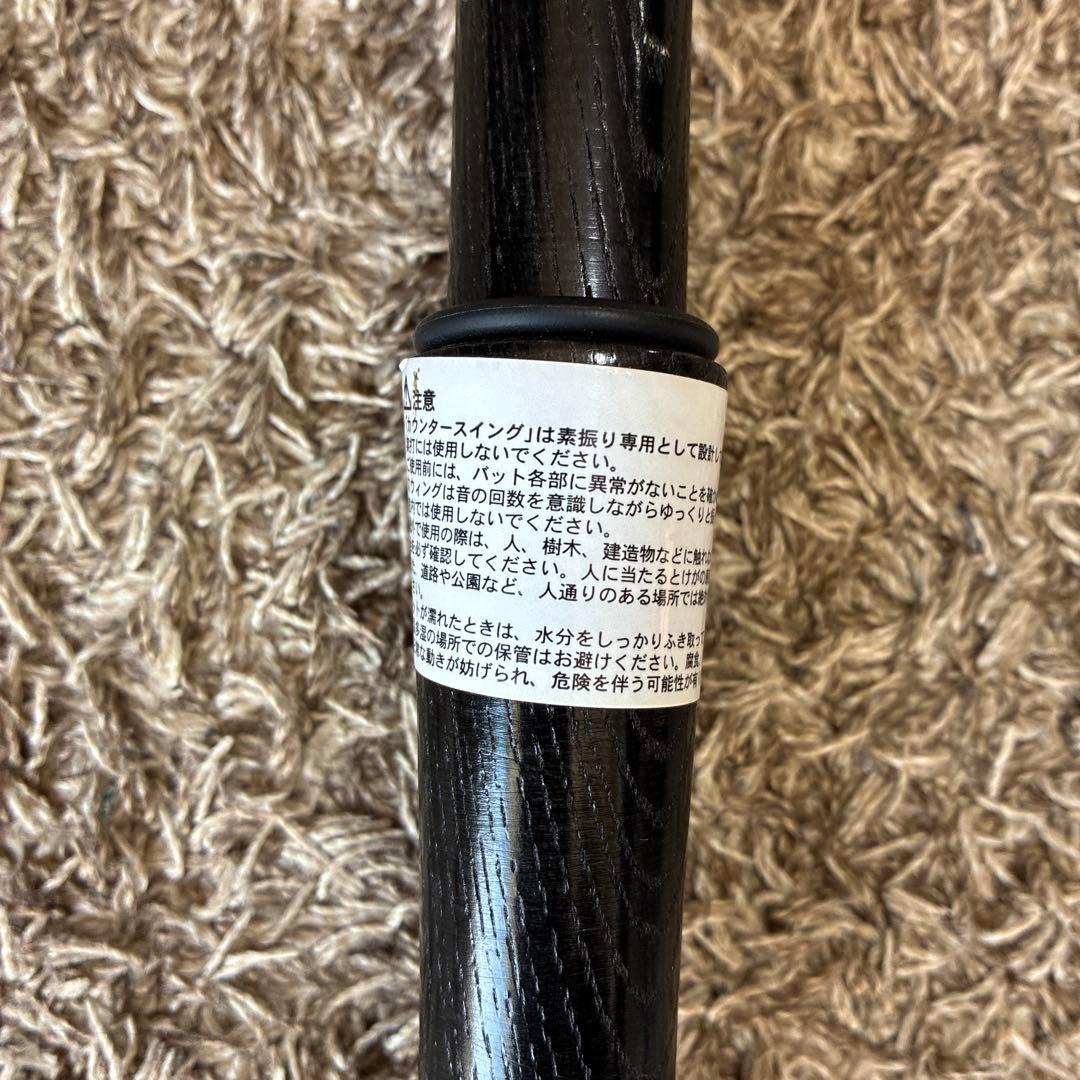 注意
「カウンタースイング」は素振り専用として設計し
打には使用しないでください。
使用前には、バット各部に異常がないことを確
ウィングは音の回数を意識しながらゆっくりと
では使用しないでください。
で使用の際は、人、樹木、建造物などに触れ
必ず確認してください。人に当たるとけがの
、道路や公園など、人通りのある場所では絶
い。
トが濡れたときは、水分をしっかりふき取って
多湿の場所での保管はお避けください。腐食
な動きが妨げられ、危険を伴う可能性が有